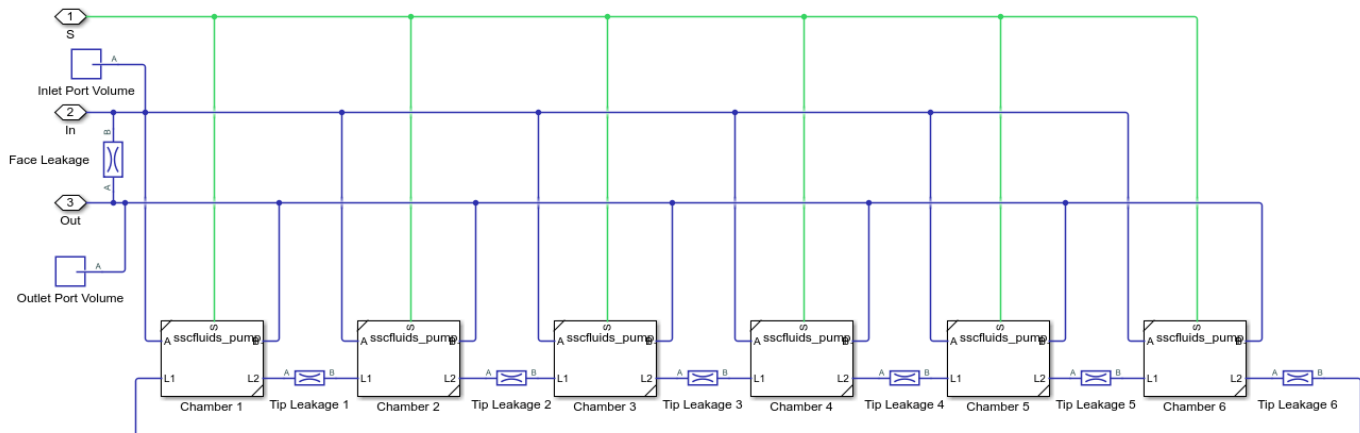 1
S
A
Inlet Port Volume
2
In
B
Face Leakage
A
3
Out
A
Outlet Port Volume
S S S S S S
sscfluids_pump sscfluids_pump sscfluids_pump sscfluids_pump sscfluids_pump sscfluids_pump
A B A B A B A B A B A B
L1 L2 A B L1 L2 A B L1 L2 A B L1 L2 A B L1 L2 A B L1 L2 A B
Chamber 1 Tip Leakage 1 Chamber 2 Tip Leakage 2 Chamber 3 Tip Leakage 3 Chamber 4 Tip Leakage 4 Chamber 5 Tip Leakage 5 Chamber 6 Tip Leakage 6